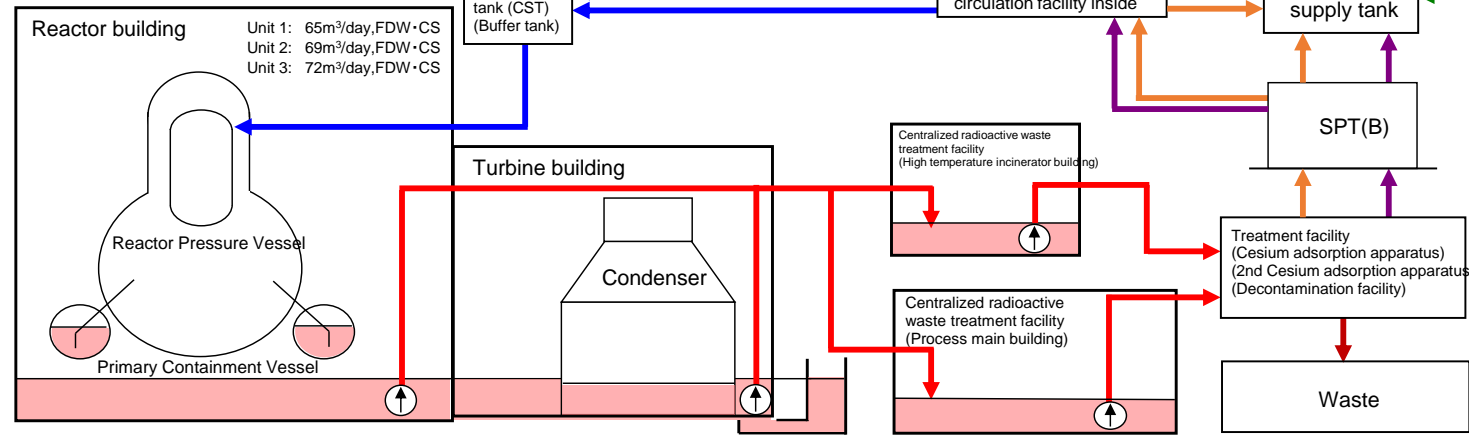 tank (CST)
(Buffer tank)
circulation facility inside
supply tank
Reactor building
Unit 1: 65m³/day,FDW・CS
Unit 2: 69m³/day,FDW・CS
Unit 3: 72m³/day,FDW・CS
SPT(B)
Centralized radioactive waste
treatment facility
(High temperature incinerator building)
Turbine building
Reactor Pressure Vessel
Condenser
Treatment facility
(Cesium adsorption apparatus)
(2nd Cesium adsorption apparatus
(Decontamination facility)
Centralized radioactive
waste treatment facility
(Process main building)
Primary Containment Vessel
Waste